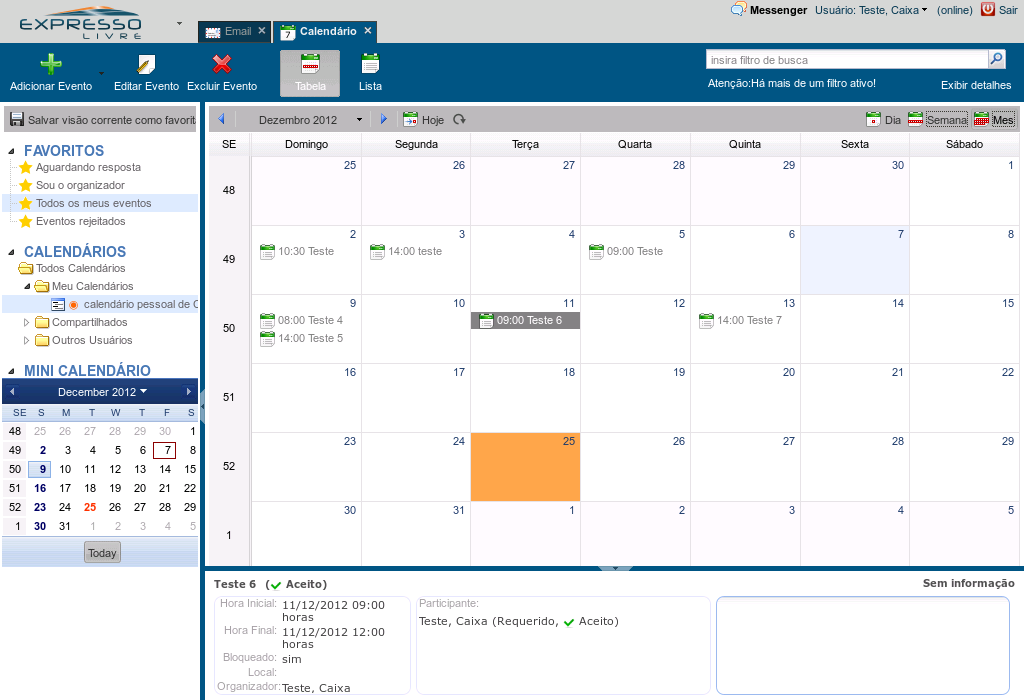 EXPRESSO
LIVRE
Email
Calendário
Messenger
Usuário: Teste, Caixa
(online)
Sair
Adicionar Evento
Editar Evento
Excluir Evento
Tabela
Lista
insira filtro de busca
Atenção:Há mais de um filtro ativo!
Exibir detalhes
Salvar visão corrente como favorit
FAVORITOS
Aguardando resposta
Sou o organizador
Todos os meus eventos
Eventos rejeitados
CALENDÁRIOS
Todos Calendários
Meu Calendários
calendário pessoal de
Compartilhados
Outros Usuários
MINI CALENDÁRIO
December 2012
SE S M T W T F S
48 25 26 27 28 29 30 1
49 2 3 4 5 6 7 8
50 9 10 11 12 13 14 15
51 16 17 18 19 20 21 22
52 23 24 25 26 27 28 29
1 30 31 1 2 3 4 5
Today
Dezembro 2012
7
Hoje
Dia
Semana
Mes
SE Domingo Segunda Terça Quarta Quinta Sexta Sábado
48 25 26 27 28 29 30 1
49 2 3 4 5 6 7 8
10:30 Teste
14:00 teste
09:00 Teste
50 9 10 11 12 13 14 15
08:00 Teste 4
09:00 Teste 6
14:00 Teste 7
14:00 Teste 5
51 16 17 18 19 20 21 22
52 23 24 25 26 27 28 29
1 30 31 1 2 3 4 5
Teste 6 (Aceito)
Sem informação
Hora Inicial: 11/12/2012 09:00
horas
Hora Final: 11/12/2012 12:00
horas
Bloqueado: sim
Local:
Organizador: Teste, Caixa
Participante:
Teste, Caixa (Requerido, Aceito)